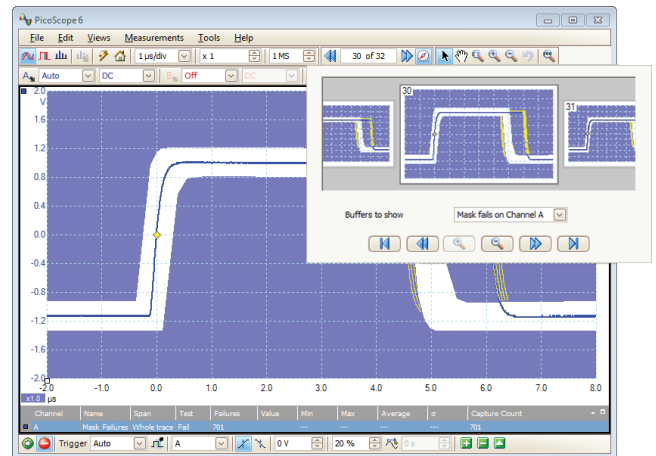 PicoScope 6
File Edit Views Measurements Tools Help
1 µs/div x 1 1 MS 30 of 32
A Auto DC B Off DC
30
31
Buffers to show Mask fails on Channel A
2.0
V
1.6
1.2
0.8
0.4
0.0
-0.4
-0.8
-1.2
-1.6
-2.0
-2.0 -1.0 0.0 1.0 2.0 3.0 4.0 5.0 6.0 7.0 8.0
x1.0 µs
Channel Name Span Test Failures Value Min Max Average σ Capture Count
A Mask Failures Whole trace Fail 701 --- --- --- --- 701
Trigger Auto A 0 V 20 % 0 s